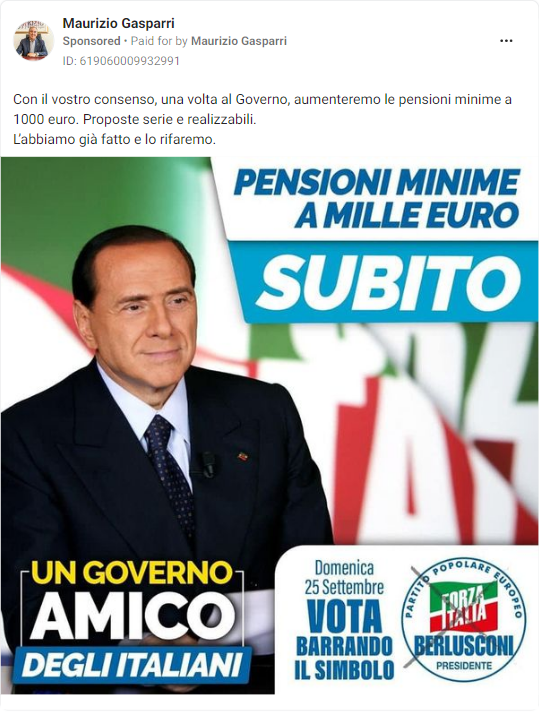 Maurizio Gasparri
Sponsored • Paid for by Maurizio Gasparri
ID: 619060009932991
Con il vostro consenso, una volta al Governo, aumenteremo le pensioni minime a
1000 euro. Proposte serie e realizzabili.
L'abbiamo già fatto e lo rifaremo.
PENSIONI MINIME
A MILLE EURO
SUBITO
UN GOVERNO
AMICO
DEGLI ITALIANI
Domenica
25 Settembre
VOTA
BARRANDO
IL SIMBOLO
PARTITO POPOLARE EUROPEO
FORZA
ITALIA
BERLUSCONI
PRESIDENTE